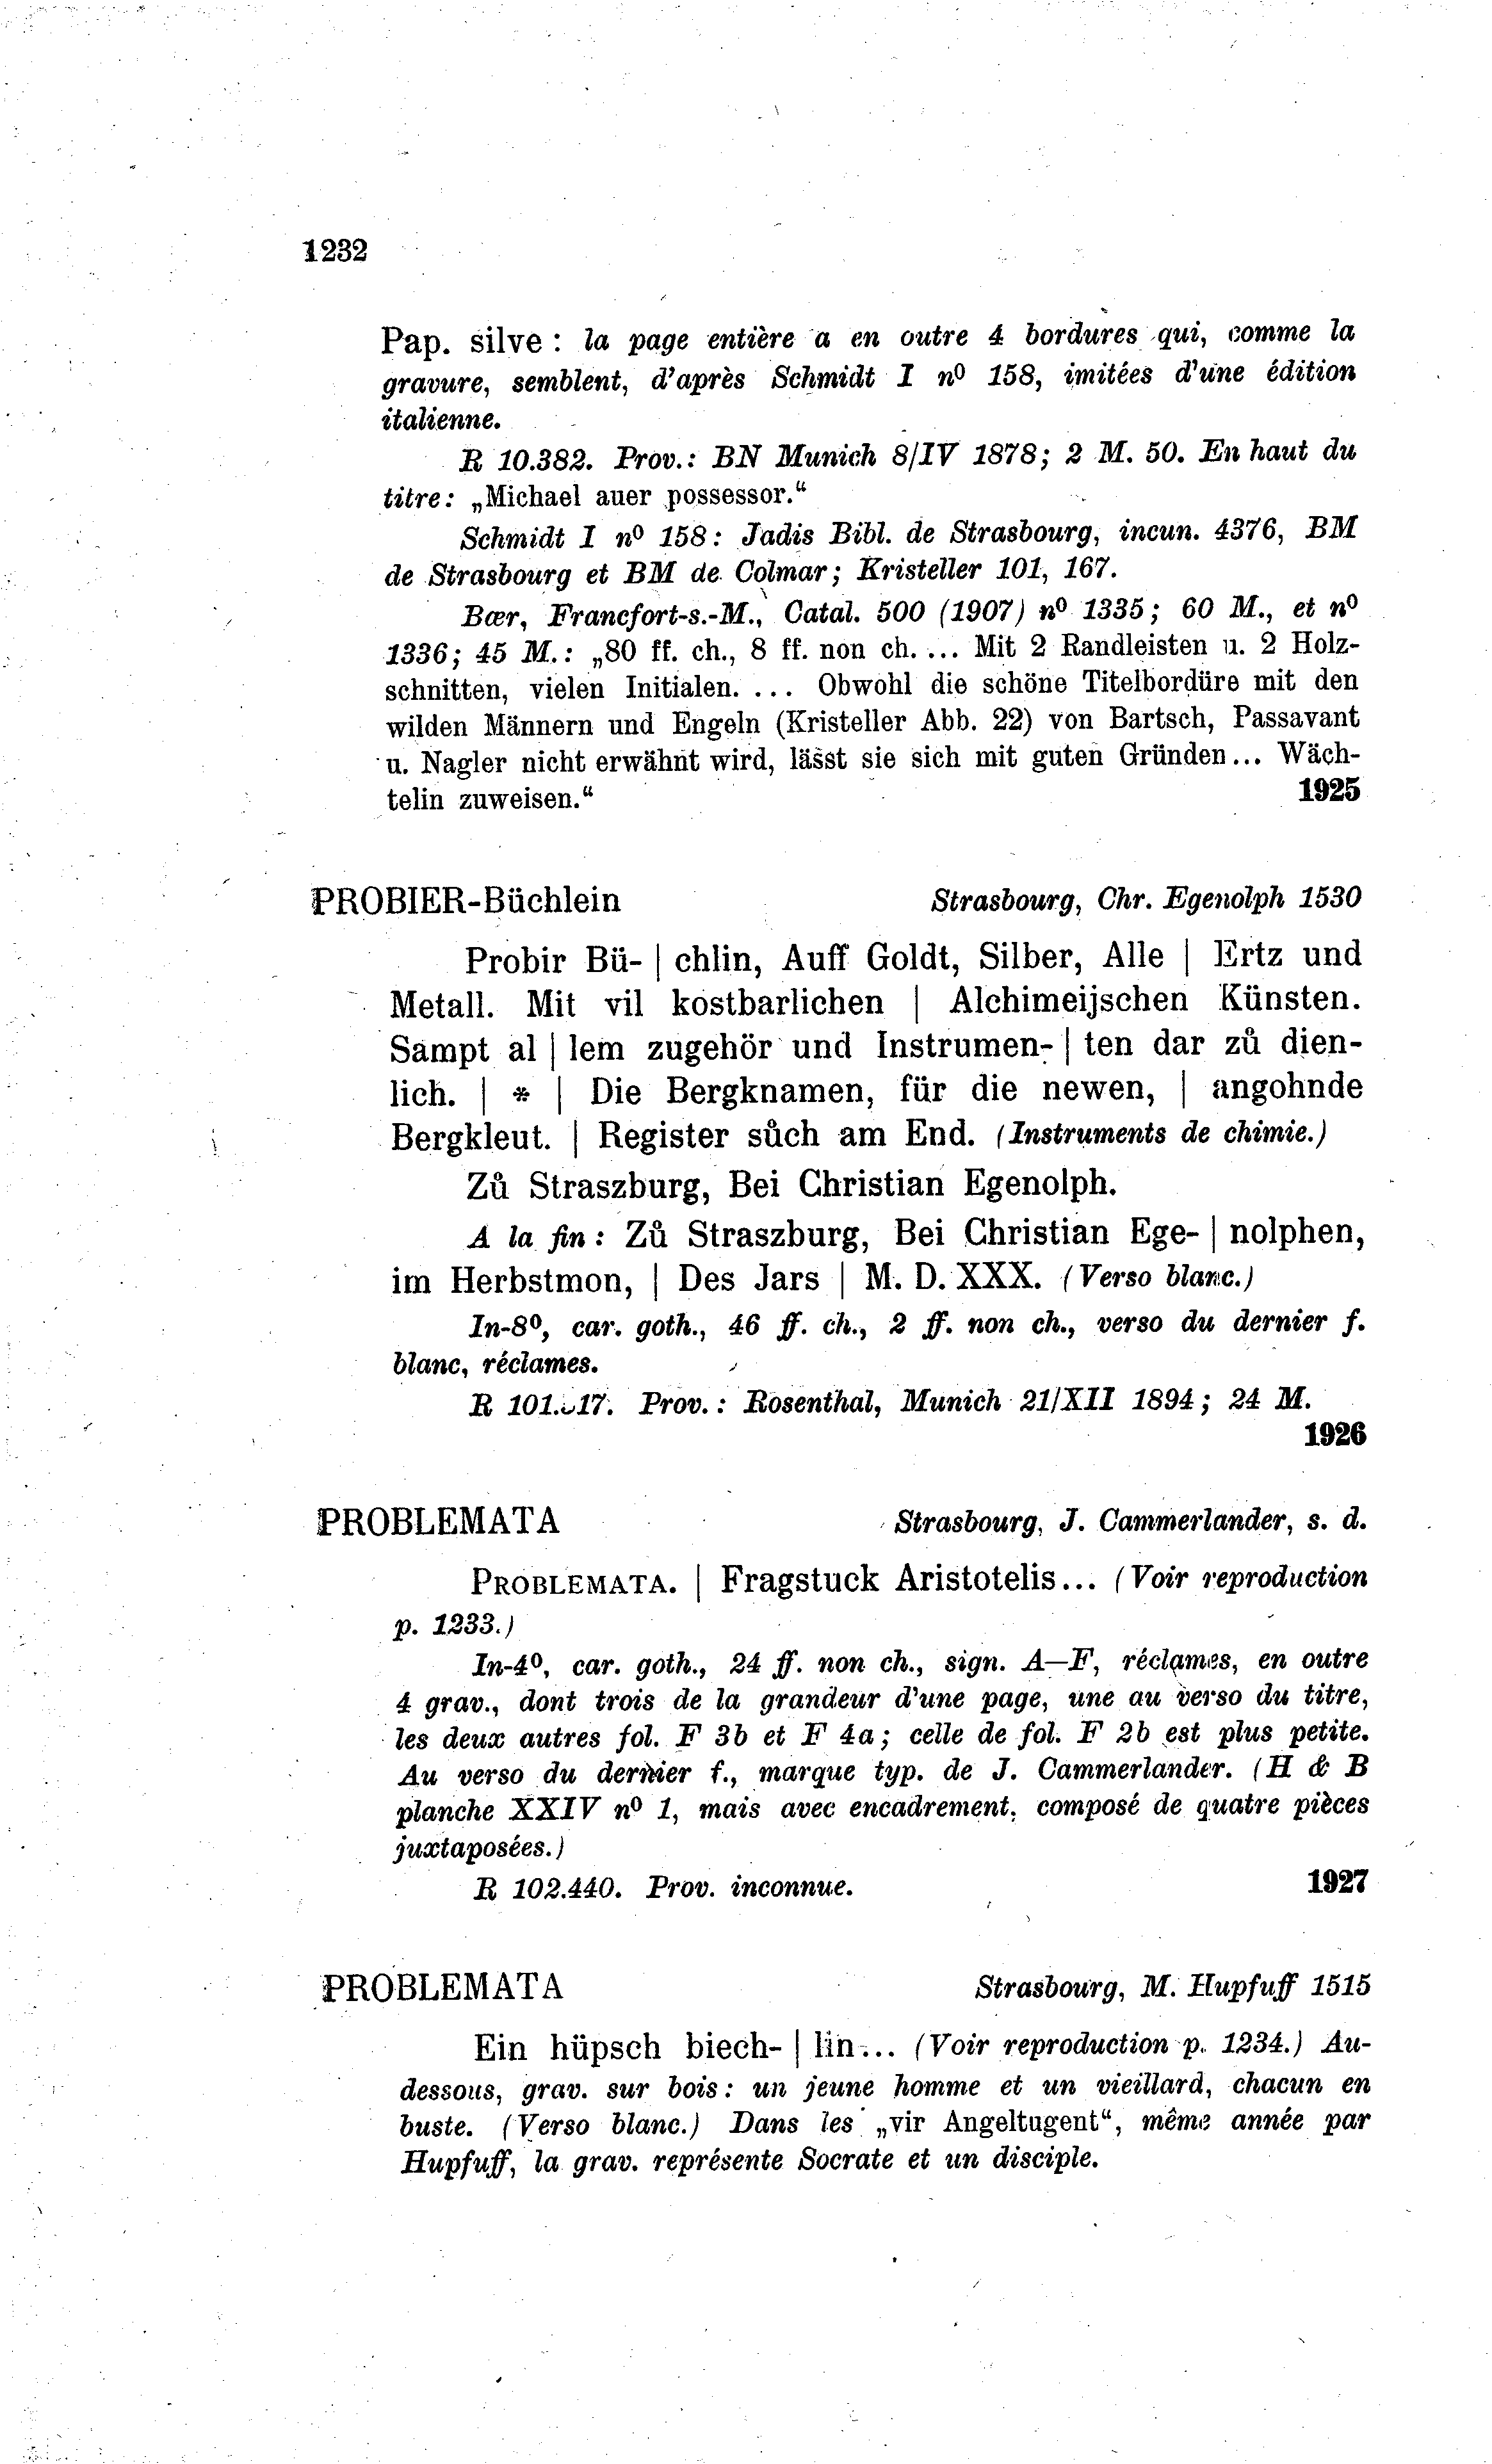 1232
Pap. silve : la page entière a en outre 4 bordures qui, comme la
gravure, semblent, d'après Schmidt I nº 158, imitées d'une édition
italienne.
R 10.382. Prov.: BN Munich 8/IV 1878; 2 M. 50. En haut du
titre: „Michael auer possessor.“
Schmidt I nº 158: Jadis Bibl. de Strasbourg, incun. 4376, BM
de Strasbourg et BM de Colmar; Kristeller 101, 167.
Bær, Francfort-s.-M., Catal. 500 (1907) nº 1335; 60 M., et nº
1336; 45 M.: „80 ff. ch., 8 ff. non ch. ... Mit 2 Randleisten u. 2 Holz-
schnitten, vielen Initialen. ... Obwohl die schöne Titelbordüre mit den
wilden Männern und Engeln (Kristeller Abb. 22) von Bartsch, Passavant
u. Nagler nicht erwähnt wird, lässt sie sich mit guten Gründen... Wäch-
telin zuweisen.“ 1925
PROBIER-Büchlein Strasbourg, Chr. Egenolph 1530
Probir Bü- | chlin, Auff Goldt, Silber, Alle | Ertz und
Metall. Mit vil kostbarlichen | Alchimeijschen Künsten.
Sampt al | lem zugehör und Instrumen- | ten dar zů dien-
lich. | * | Die Bergknamen, für die newen, | angohnde
Bergkleut. | Register sůch am End. (Instruments de chimie.)
Zů Straszburg, Bei Christian Egenolph.
A la fin: Zů Straszburg, Bei Christian Ege- | nolphen,
im Herbstmon, | Des Jars | M. D. XXX. (Verso blanc.)
In-8º, car. goth., 46 ff. ch., 2 ff. non ch., verso du dernier f.
blanc, réclames.
R Prov.: Rosenthal, Munich 21/XII 1894; 24 M.
1926
PROBLEMATA Strasbourg, J. Cammerlander, s. d.
PROBLEMATA. | Fragstuck Aristotelis... (Voir reproduction
p. 1233.)
In-4º, car. goth., 24 ff. non ch., sign. A—F, réclames, en outre
4 grav., dont trois de la grandeur d'une page, une au verso du titre,
les deux autres fol. F 3b et F 4a; celle de fol. F 2b est plus petite.
Au verso du dernier f., marque typ. de J. Cammerlander. (H & B
planche XXIV nº 1, mais avec encadrement, composé de quatre pièces
juxtaposées.)
R 102.440. Prov. inconnue. 1927
PROBLEMATA Strasbourg, M. Hupfuff 1515
Ein hüpsch biech- | lin... (Voir reproduction p. 1234.) Au-
dessous, grav. sur bois: un jeune homme et un vieillard, chacun en
buste. (Verso blanc.) Dans les „vir Angeltugent“, même année par
Hupfuff, la grav. représente Socrate et un disciple.